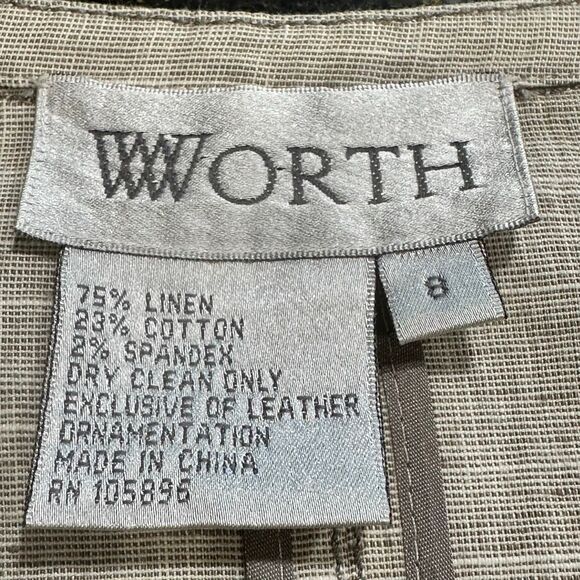 WORTH
8
75% LINEN
23% COTTON
2% SPANDEX
DRY CLEAN ONLY
EXCLUSIVE OF LEATHER
ORNAMENTATION
MADE IN CHINA
RN 105896